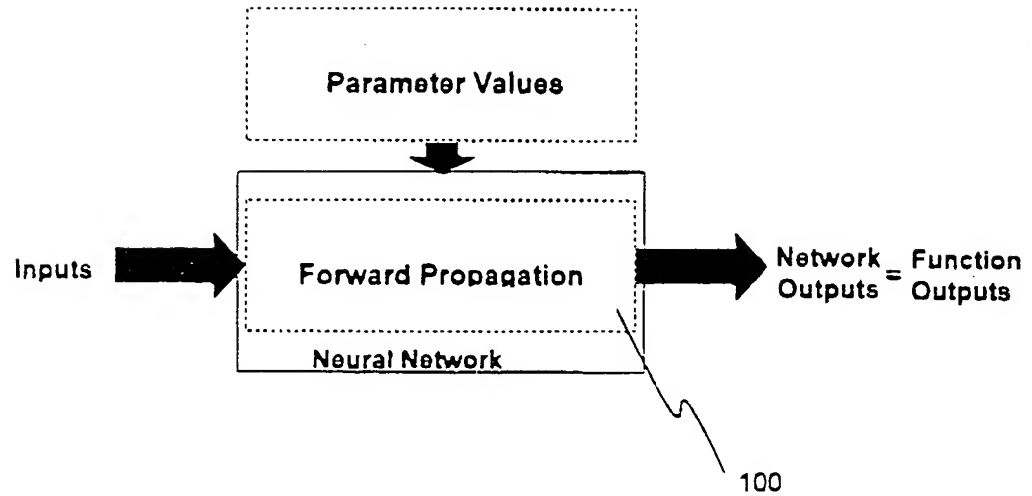 Parameter Values
Inputs
Forward Propagation
Network = Function
Outputs Outputs
Neural Network
100